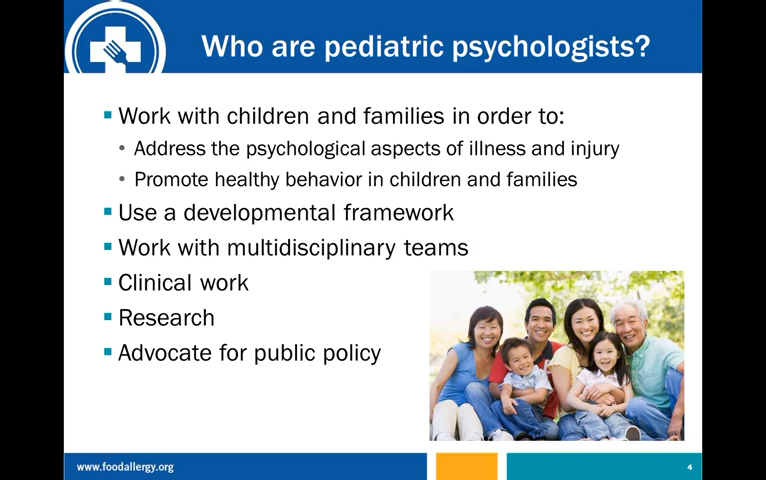 Who are pediatric psychologists?
Work with children and families in order to:
Address the psychological aspects of illness and injury
Promote healthy behavior in children and families
Use a developmental framework
Work with multidisciplinary teams
Clinical work
Research
Advocate for public policy
www.foodallergy.org
4